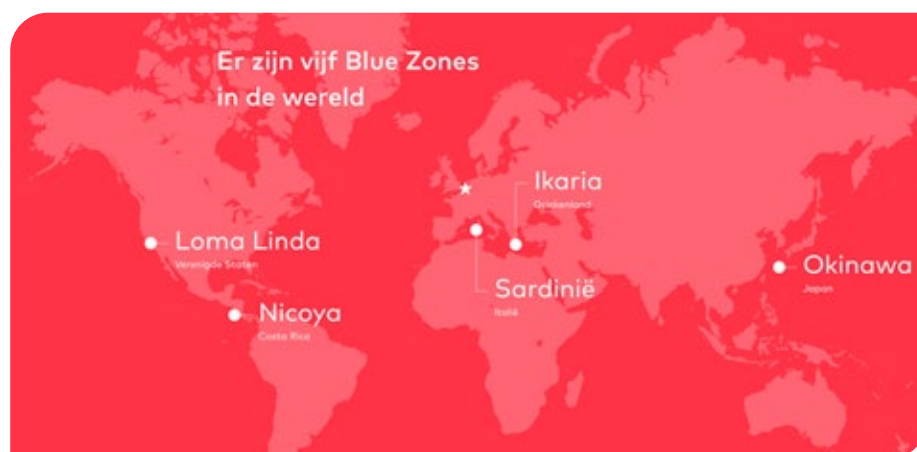 Er zijn vijf Blue Zones
in de wereld
Ikaria
Griekenland
Loma Linda
Verenigde Staten
Okinawa
Japan
Sardinië
Italië
Nicoya
Costa Rica